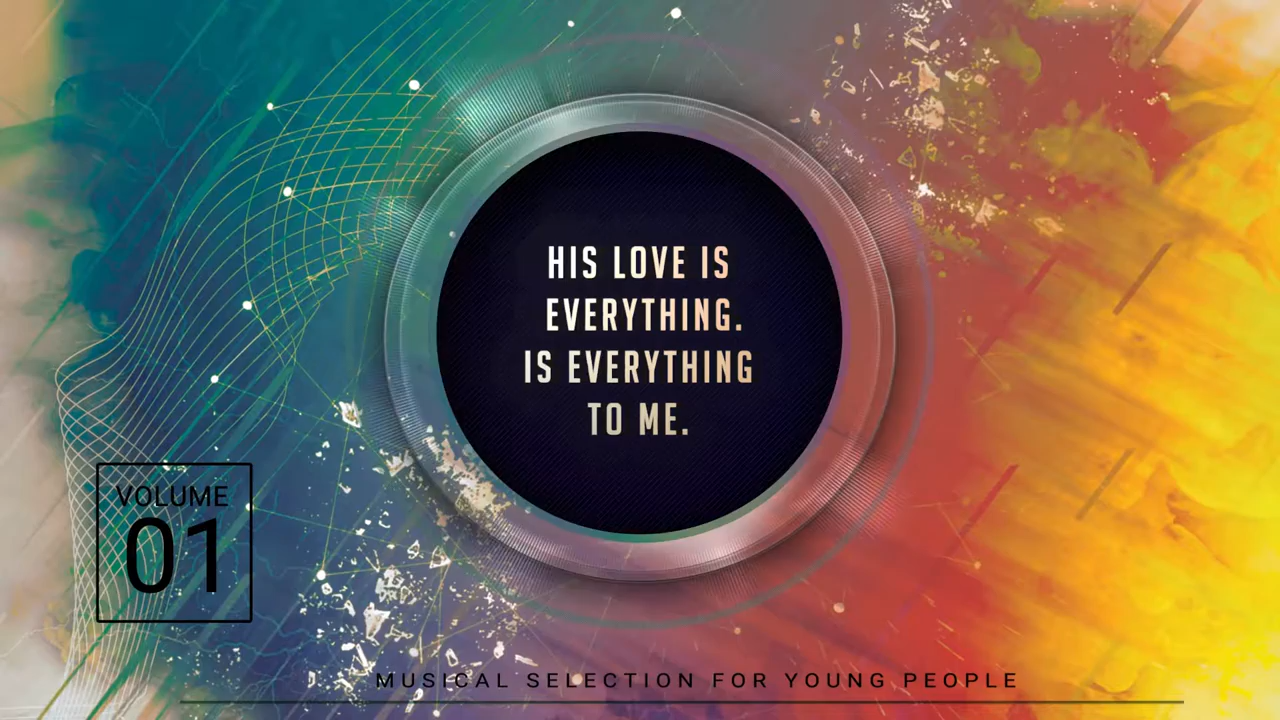 HIS LOVE IS
EVERYTHING.
IS EVERYTHING
TO ME.
VOLUME
01
MUSICAL SELECTION FOR YOUNG PEOPLE